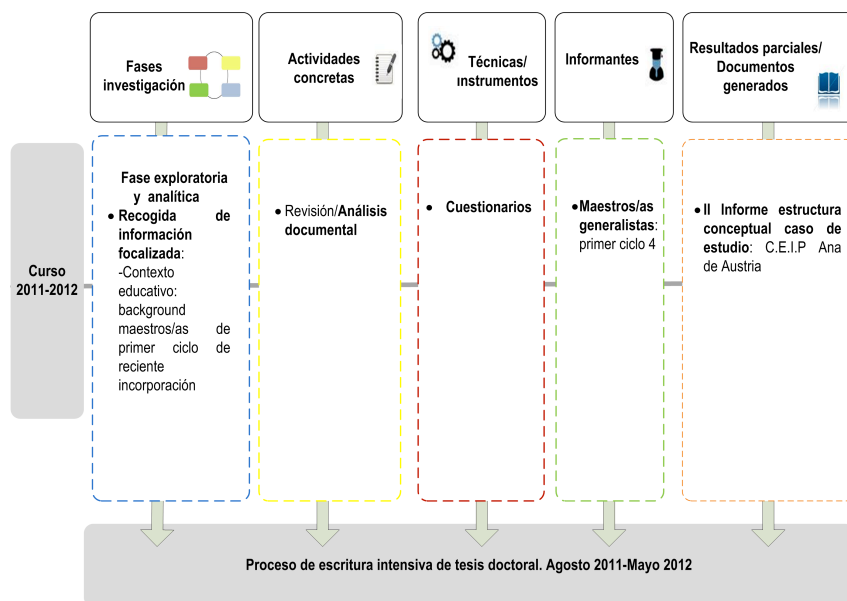 Fases
investigación
Actividades
concretas
Técnicas/
ınstrumentos
Informantes
Resultados parciales/
Documentos
generados
Curso
2011-2012
Fase exploratoria
y analítica
● Recogida de
información
focalizada:
-Contexto
educativo:
background
maestros/as de
primer ciclo de
reciente
incorporación
● Revisión/Análisis
documental
● Cuestionarios
● Maestros/as
generalistas:
primer ciclo 4
● II Informe estructura
conceptual caso de
estudio: C.E.I.P Ana
de Austria
Proceso de escritura intensiva de tesis doctoral. Agosto 2011-Mayo 2012